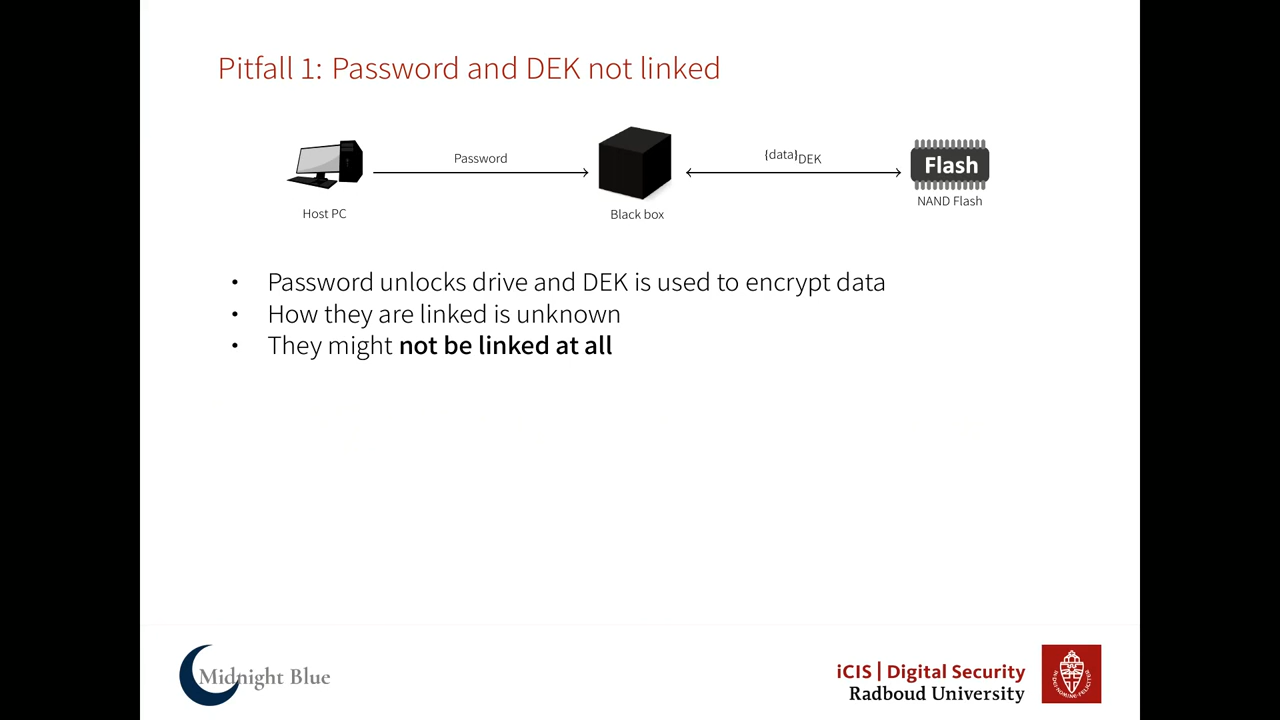 Pitfall 1: Password and DEK not linked
Password
{data}DEK
Flash
Host PC
Black box
NAND Flash
• Password unlocks drive and DEK is used to encrypt data
• How they are linked is unknown
• They might not be linked at all
Midnight Blue
iCIS | Digital Security
Radboud University